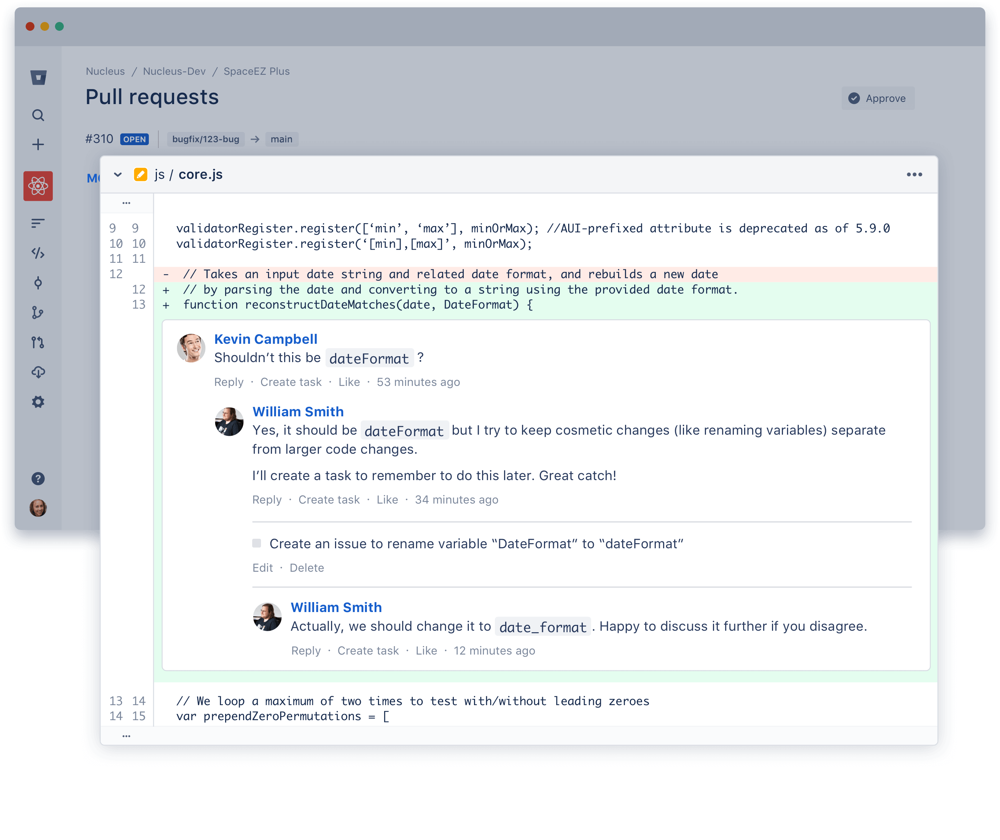 Nucleus / Nucleus-Dev / SpaceEZ Plus
Pull requests
Approve
#310 OPEN bugfix/123-bug → main
js / core.js
9 9 validatorRegister.register([‘min’, ‘max’], minOrMax); //AUI-prefixed attribute is deprecated as of 5.9.0
10 10 validatorRegister.register(‘[min],[max]’, minOrMax);
11 11
12 - // Takes an input date string and related date format, and rebuilds a new date
12 + // by parsing the date and converting to a string using the provided date format.
13 + function reconstructDateMatches(date, DateFormat) {
Kevin Campbell
Shouldn’t this be dateFormat ?
Reply · Create task · Like · 53 minutes ago
William Smith
Yes, it should be dateFormat but I try to keep cosmetic changes (like renaming variables) separate
from larger code changes.
I’ll create a task to remember to do this later. Great catch!
Reply · Create task · Like · 34 minutes ago
Create an issue to rename variable “DateFormat” to “dateFormat”
Edit · Delete
William Smith
Actually, we should change it to date_format. Happy to discuss it further if you disagree.
Reply · Create task · Like · 12 minutes ago
13 14 // We loop a maximum of two times to test with/without leading zeroes
14 15 var prependZeroPermutations = [